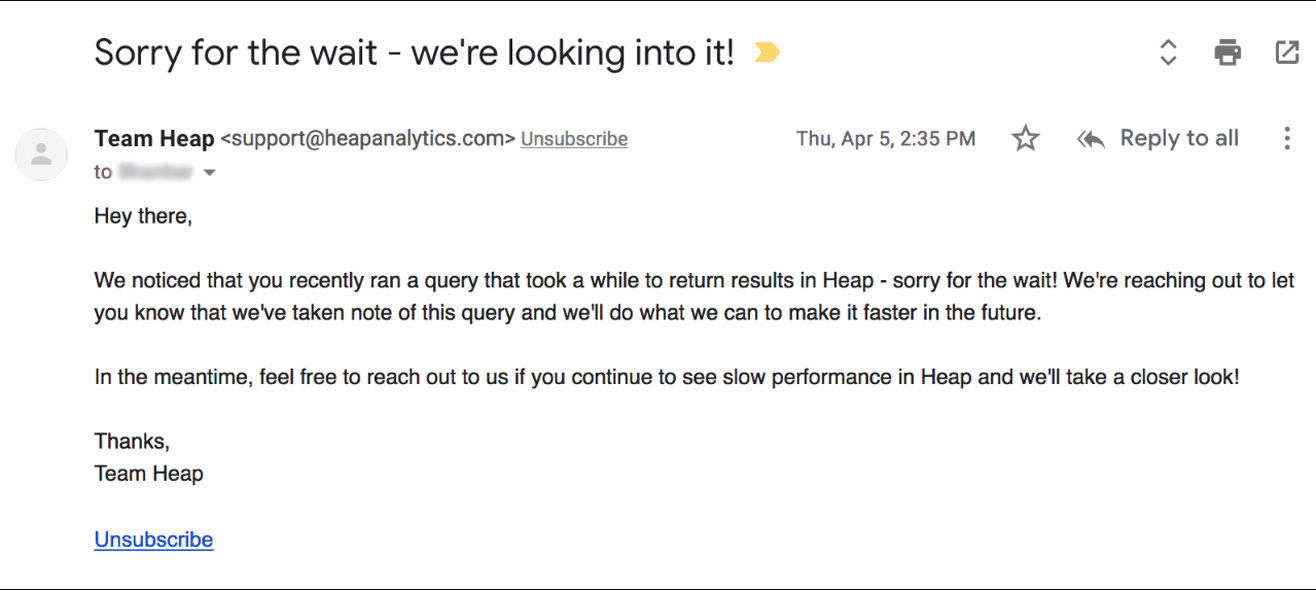 Sorry for the wait - we're looking into it!
Team Heap <support@heapanalytics.com> Unsubscribe Thu, Apr 5, 2:35 PM Reply to all
to
Hey there,
We noticed that you recently ran a query that took a while to return results in Heap - sorry for the wait! We're reaching out to let
you know that we've taken note of this query and we'll do what we can to make it faster in the future.
In the meantime, feel free to reach out to us if you continue to see slow performance in Heap and we'll take a closer look!
Thanks,
Team Heap
Unsubscribe